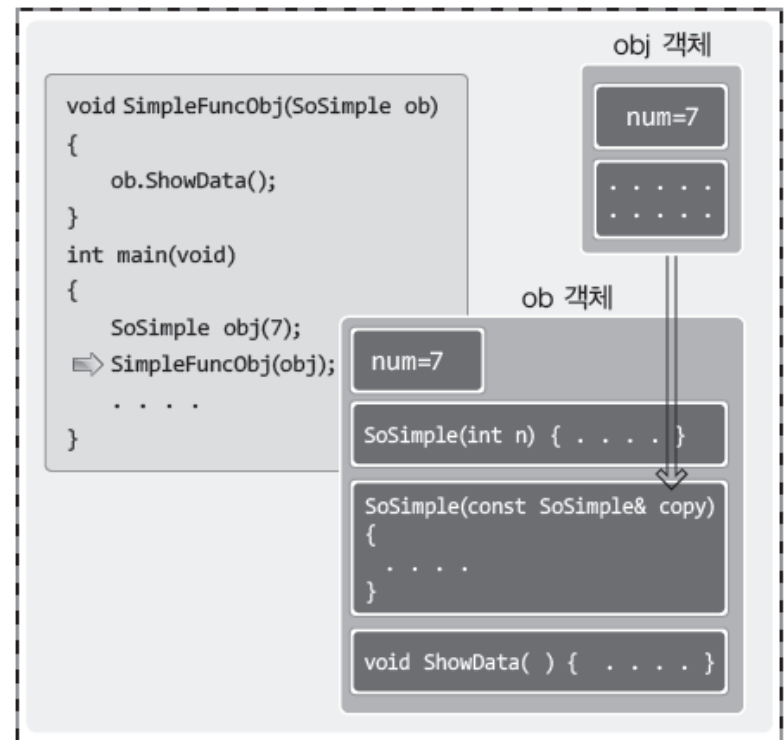 void SimpleFuncObj(SoSimple ob)
{
ob.ShowData();
}
int main(void)
{
SoSimple obj(7);
SimpleFuncObj(obj);
. . . .
}
obj 객체
num=7
. . . . .
. . . . .
ob 객체
num=7
SoSimple(int n) { . . . . }
SoSimple(const SoSimple& copy)
{
. . . .
}
void ShowData( ) { . . . . }